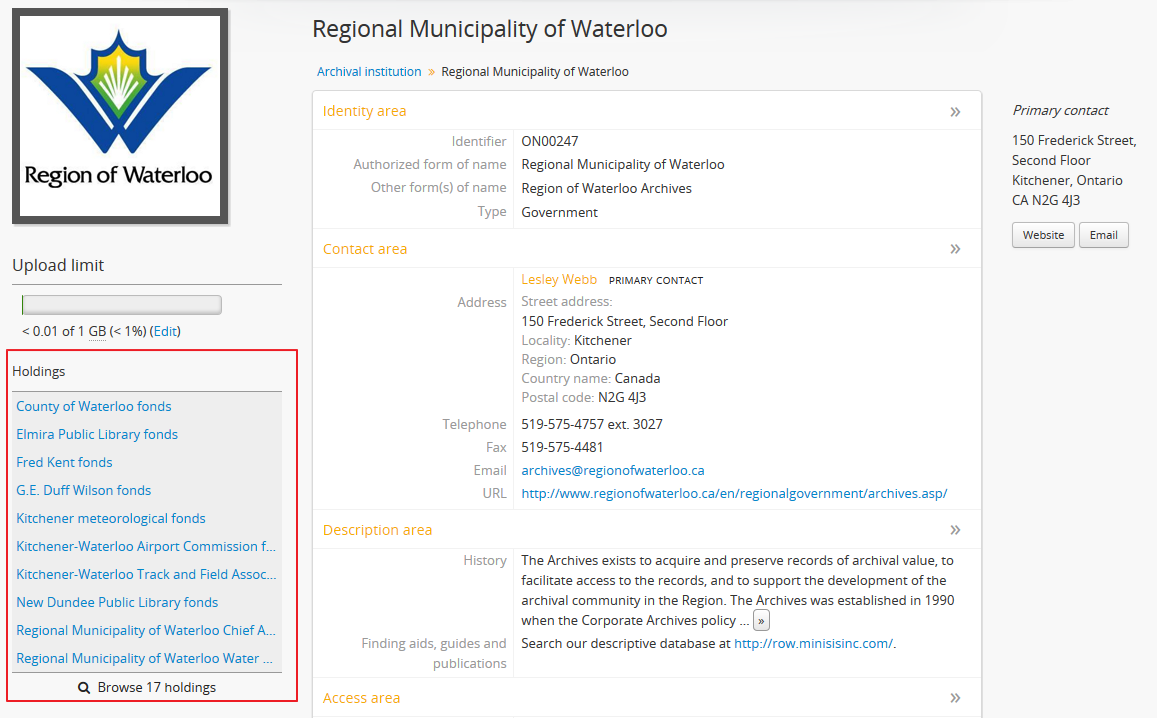 Region of Waterloo
Upload limit
< 0.01 of 1 GB (< 1%) (Edit)
Holdings
County of Waterloo fonds
Elmira Public Library fonds
Fred Kent fonds
G.E. Duff Wilson fonds
Kitchener meteorological fonds
Kitchener-Waterloo Airport Commission f...
Kitchener-Waterloo Track and Field Assoc...
New Dundee Public Library fonds
Regional Municipality of Waterloo Chief A...
Regional Municipality of Waterloo Water ...
Browse 17 holdings
Regional Municipality of Waterloo
Archival institution » Regional Municipality of Waterloo
Identity area »
Identifier ON00247
Authorized form of name Regional Municipality of Waterloo
Other form(s) of name Region of Waterloo Archives
Type Government
Contact area »
Lesley Webb PRIMARY CONTACT
Address Street address:
150 Frederick Street, Second Floor
Locality: Kitchener
Region: Ontario
Country name: Canada
Postal code: N2G 4J3
Telephone 519-575-4757 ext. 3027
Fax 519-575-4481
Email archives@regionofwaterloo.ca
URL http://www.regionofwaterloo.ca/en/regionalgovernment/archives.asp/
Description area »
History The Archives exists to acquire and preserve records of archival value, to
facilitate access to the records, and to support the development of the
archival community in the Region. The Archives was established in 1990
when the Corporate Archives policy ... »
Finding aids, guides and Search our descriptive database at http://row.minisisinc.com/.
publications
Access area »
Primary contact
150 Frederick Street,
Second Floor
Kitchener, Ontario
CA N2G 4J3
Website Email